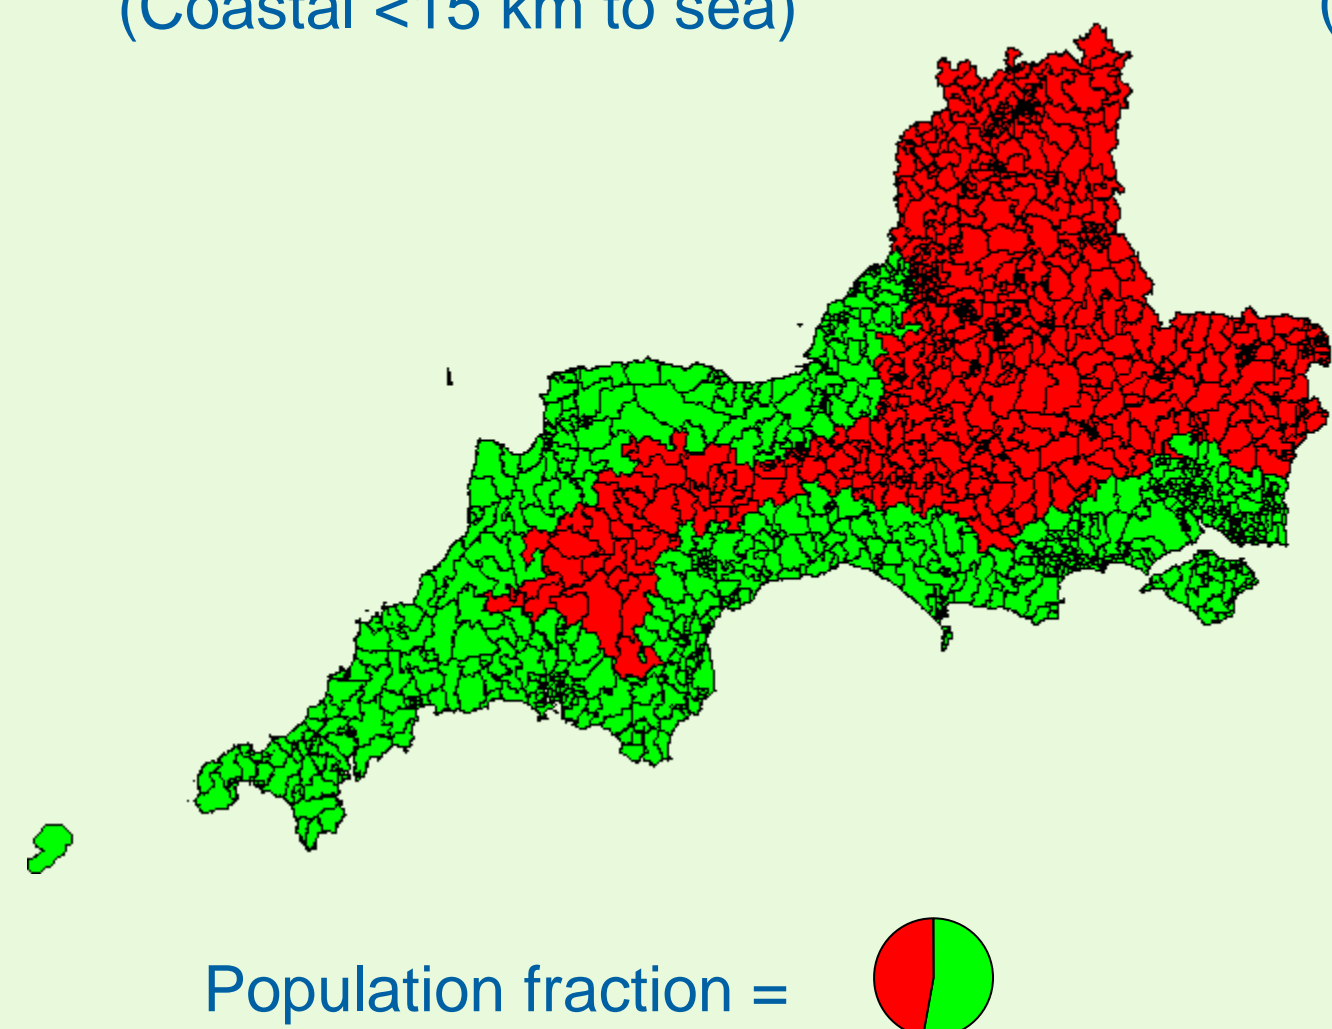 (Coastal <15 km to sea)
(
Population fraction =